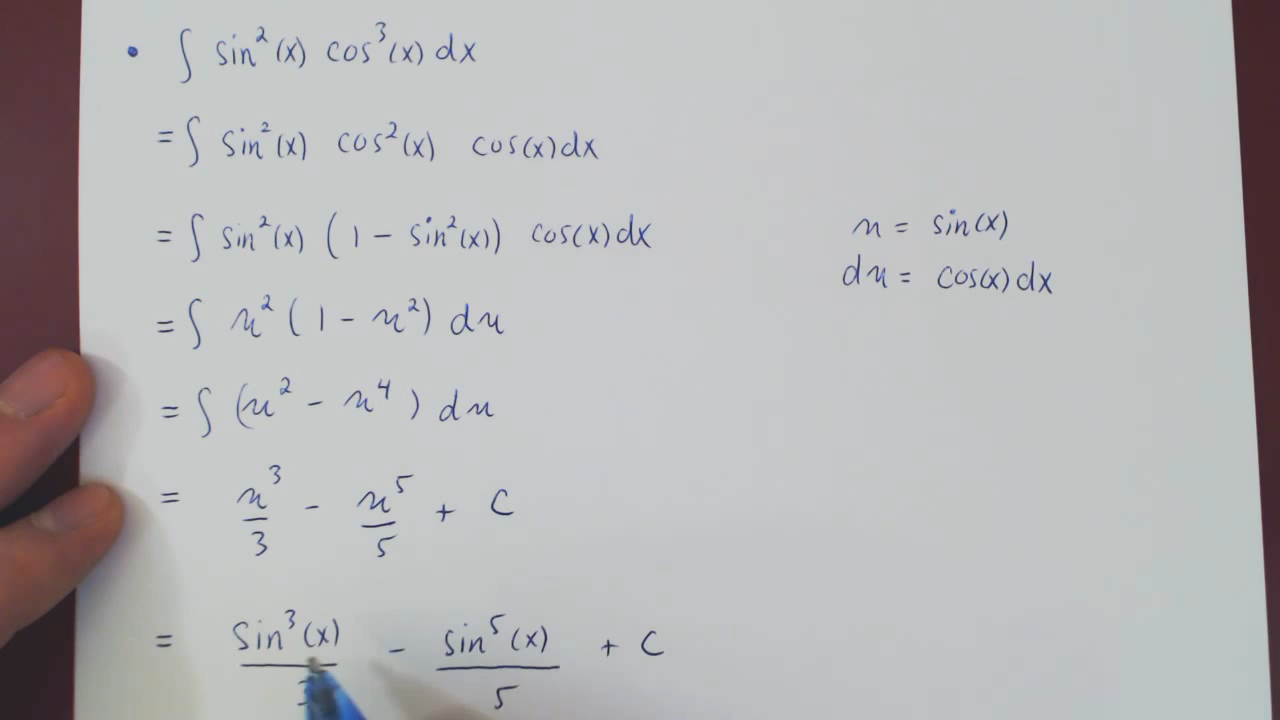 • ∫ sin²(x) cos³(x) dx
= ∫ sin²(x) cos²(x) cos(x) dx
= ∫ sin²(x) (1 - sin²(x)) cos(x) dx
u = sin(x)
du = cos(x) dx
= ∫ u² (1 - u²) du
= ∫ (u² - u⁴) du
= u³/3 - u⁵/5 + C
= sin³(x)/3 - sin⁵(x)/5 + C